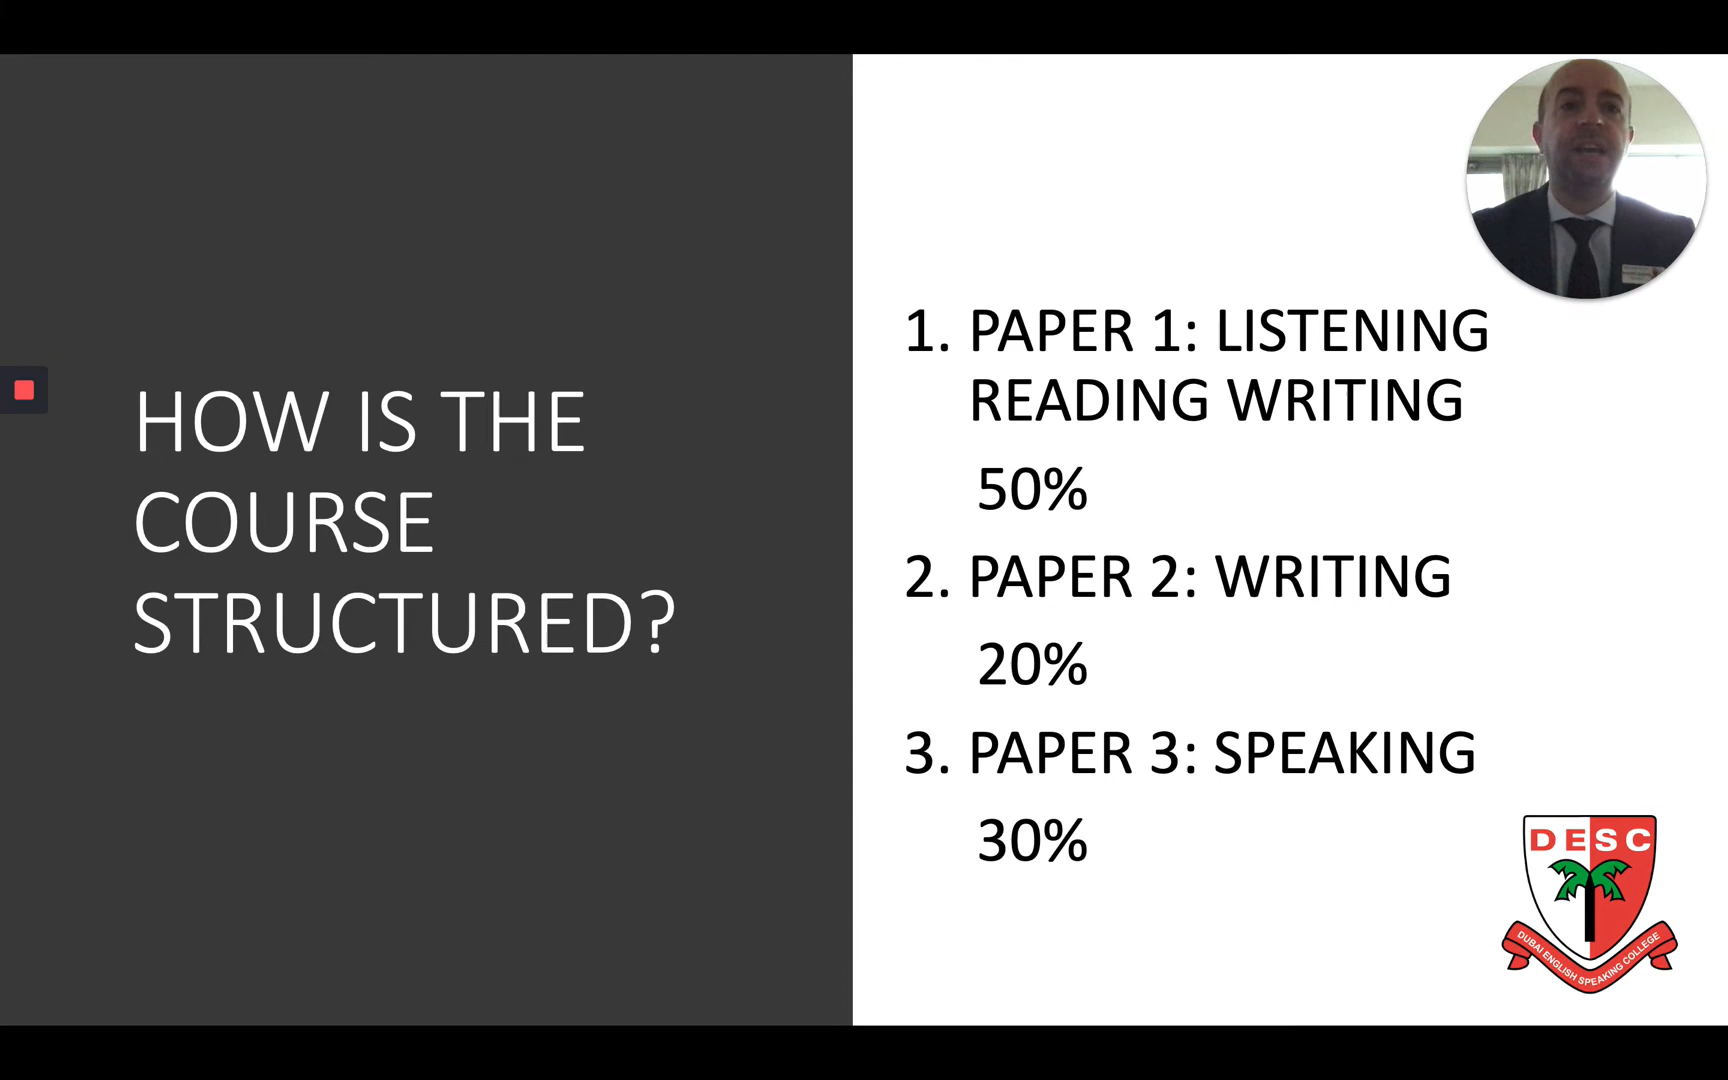 HOW IS THE
COURSE
STRUCTURED?
1. PAPER 1: LISTENING
READING WRITING
50%
2. PAPER 2: WRITING
20%
3. PAPER 3: SPEAKING
30%
DESC
DUBAI ENGLISH SPEAKING COLLEGE